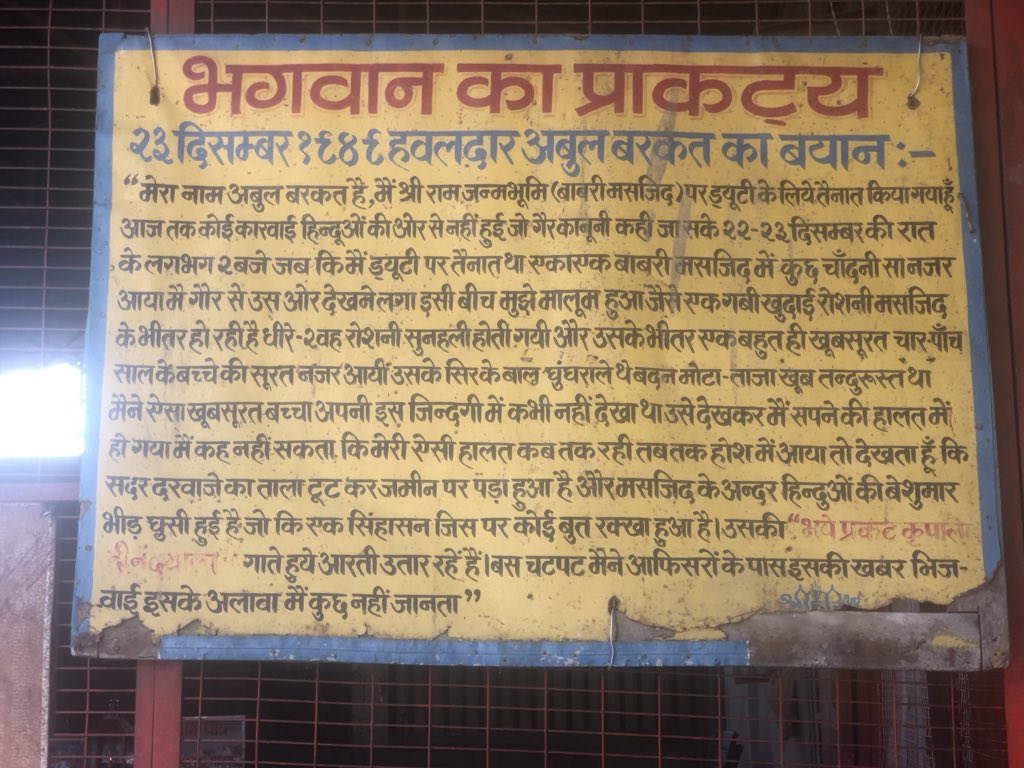 भगवान का प्राकट्य
२३ दिसम्बर १९४९ हवलदार अबुल बरकत का बयान :-
“मेरा नाम अबुल बरकत है, मैं श्री राम जन्मभूमि (बाबरी मसजिद) पर ड्यूटी के लिये तैनात किया गया हूँ
आज तक कोई कारवाई हिन्दूओं की ओर से नहीं हुई जो गैरकानूनी कही जा सके २२-२३ दिसम्बर की रात
के लगभग २ बजे जब कि मैं ड्यूटी पर तैनात था एकाएक बाबरी मसजिद में कुछ चाँदनी सा नजर
आया मै गौर से उस ओर देखने लगा इसी बीच मुझे मालूम हुआ जैसे एक गबी खुदाई रोशनी मसजिद
के भीतर हो रही है धीरे-२ वह रोशनी सुनहली होती गयी और उसके भीतर एक बहुत ही खूबसूरत चार-पाँच
साल के बच्चे की सूरत नजर आयी उसके सिर के बाल घुंघराले थे बदन मोटा-ताजा खूब तन्दुरूस्त था
मैने ऐसा खूबसूरत बच्चा अपनी इस जिन्दगी में कभी नहीं देखा था उसे देखकर मैं सपने की हालत में
हो गया मैं कह नहीं सकता कि मेरी ऐसी हालत कब तक रही तब तक होश में आया तो देखता हूँ कि
सदर दरवाजे का ताला टूट कर जमीन पर पड़ा हुआ है और मसजिद के अन्दर हिन्दुओं की बेशुमार
भीड़ घुसी हुई है जो कि एक सिंहासन जिस पर कोई बुत रक्खा हुआ है। उसकी “भये प्रकट कृपाला
दीनदयाला गाते हुये आरती उतार रहें हैं। बस चटपट मैने आफिसरों के पास इसकी खबर भिज-
वाई इसके अलावा मैं कुछ नहीं जानता”